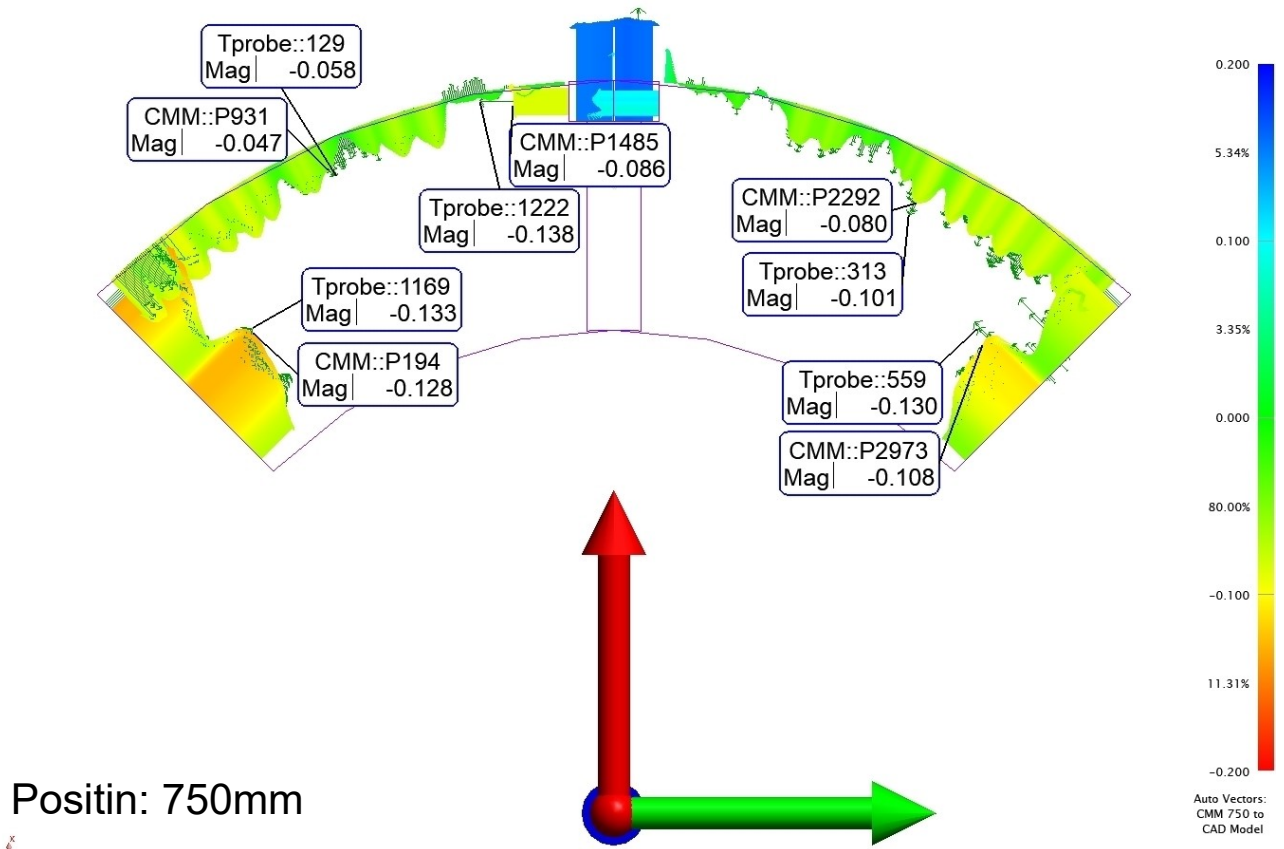 Tprobe::129
Mag -0.058
CMM::P931
Mag -0.047
CMM::P1485
Mag -0.086
Tprobe::1222
Mag -0.138
CMM::P2292
Mag -0.080
Tprobe::313
Mag -0.101
Tprobe::1169
Mag -0.133
CMM::P194
Mag -0.128
Tprobe::559
Mag -0.130
CMM::P2973
Mag -0.108
0.200
5.34%
0.100
3.35%
0.000
80.00%
-0.100
11.31%
-0.200
Auto Vectors:
CMM 750 to
CAD Model
Positin: 750mm
x